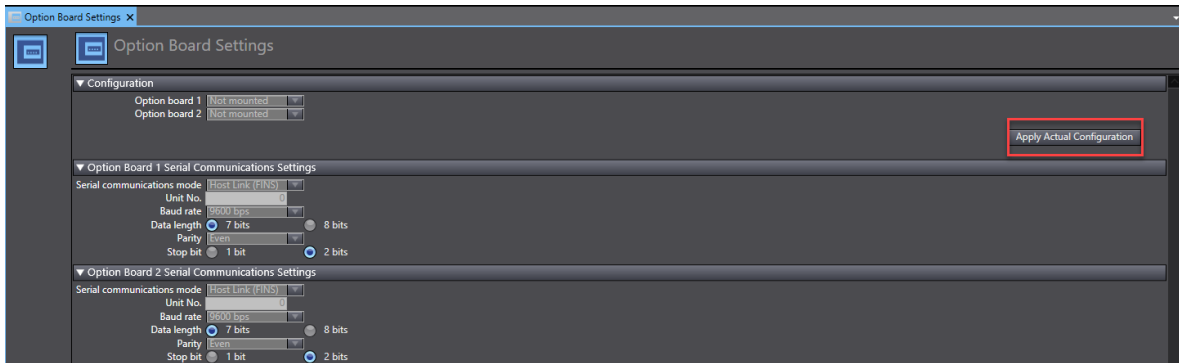 Option Board Settings X
Option Board Settings
▼ Configuration
Option board 1 Not mounted
Option board 2 Not mounted
Apply Actual Configuration
▼ Option Board 1 Serial Communications Settings
Serial communications mode Host Link (FINS)
Unit No. 0
Baud rate 9600 bps
Data length 7 bits 8 bits
Parity Even
Stop bit 1 bit 2 bits
▼ Option Board 2 Serial Communications Settings
Serial communications mode Host Link (FINS)
Unit No. 0
Baud rate 9600 bps
Data length 7 bits 8 bits
Parity Even
Stop bit 1 bit 2 bits